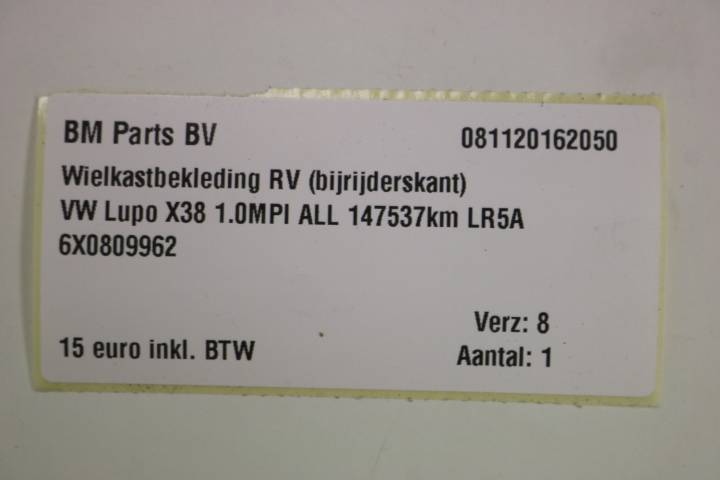 BM Parts BV 081120162050
Wielkastbekleding RV (bijrijderskant)
VW Lupo X38 1.0MPI ALL 147537km LR5A
6X0809962
Verz: 8
15 euro inkl. BTW Aantal: 1